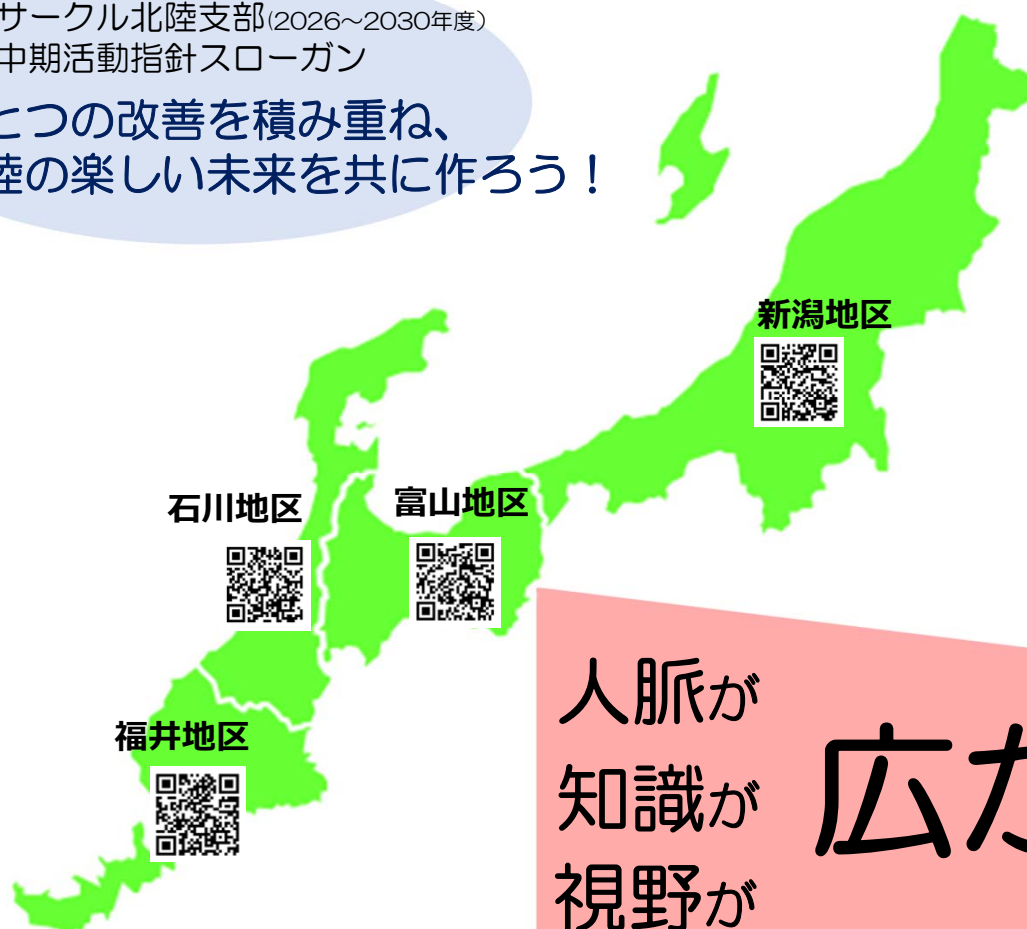 サークル北陸支部(2026～2030年度)
中期活動指針スローガン
とつの改善を積み重ね、
陸の楽しい未来を共に作ろう！
新潟地区
石川地区
富山地区
福井地区
人脈が
知識が
視野が
広が